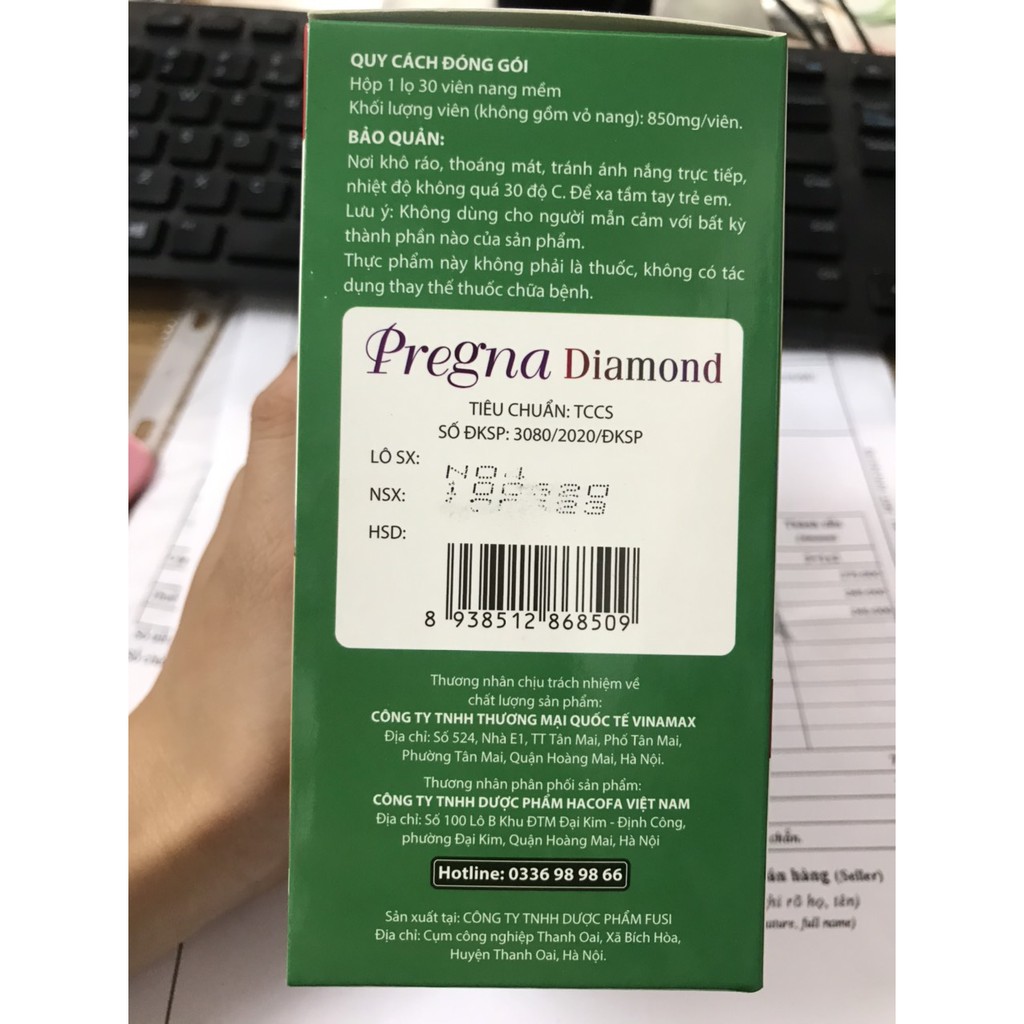 QUY CÁCH ĐÓNG GÓI
Hộp 1 lọ 30 viên nang mềm
Khối lượng viên (không gồm vỏ nang): 850mg/viên.
BẢO QUẢN:
Nơi khô ráo, thoáng mát, tránh ánh nắng trực tiếp,
nhiệt độ không quá 30 độ C. Để xa tầm tay trẻ em.
Lưu ý: Không dùng cho người mẫn cảm với bất kỳ
thành phần nào của sản phẩm.
Thực phẩm này không phải là thuốc, không có tác
dụng thay thế thuốc chữa bệnh.
Pregna Diamond
TIÊU CHUẨN: TCCS
SỐ ĐKSP: 3080/2020/ĐKSP
LÔ SX:
NSX:
HSD:
8 938512 868509
Thương nhân chịu trách nhiệm về
chất lượng sản phẩm:
CÔNG TY TNHH THƯƠNG MẠI QUỐC TẾ VINAMAX
Địa chỉ: Số 524, Nhà E1, TT Tân Mai, Phố Tân Mai,
Phường Tân Mai, Quận Hoàng Mai, Hà Nội.
Thương nhân phân phối sản phẩm:
CÔNG TY TNHH DƯỢC PHẨM HACOFA VIỆT NAM
Địa chỉ: Số 100 Lô B Khu ĐTM Đại Kim - Định Công,
phường Đại Kim, Quận Hoàng Mai, Hà Nội
Hotline: 0336 98 98 66
Sản xuất tại: CÔNG TY TNHH DƯỢC PHẨM FUSI
Địa chỉ: Cụm công nghiệp Thanh Oai, Xã Bích Hòa,
Huyện Thanh Oai, Hà Nội.
hàng (Seller)
rõ họ, tên)
full name)